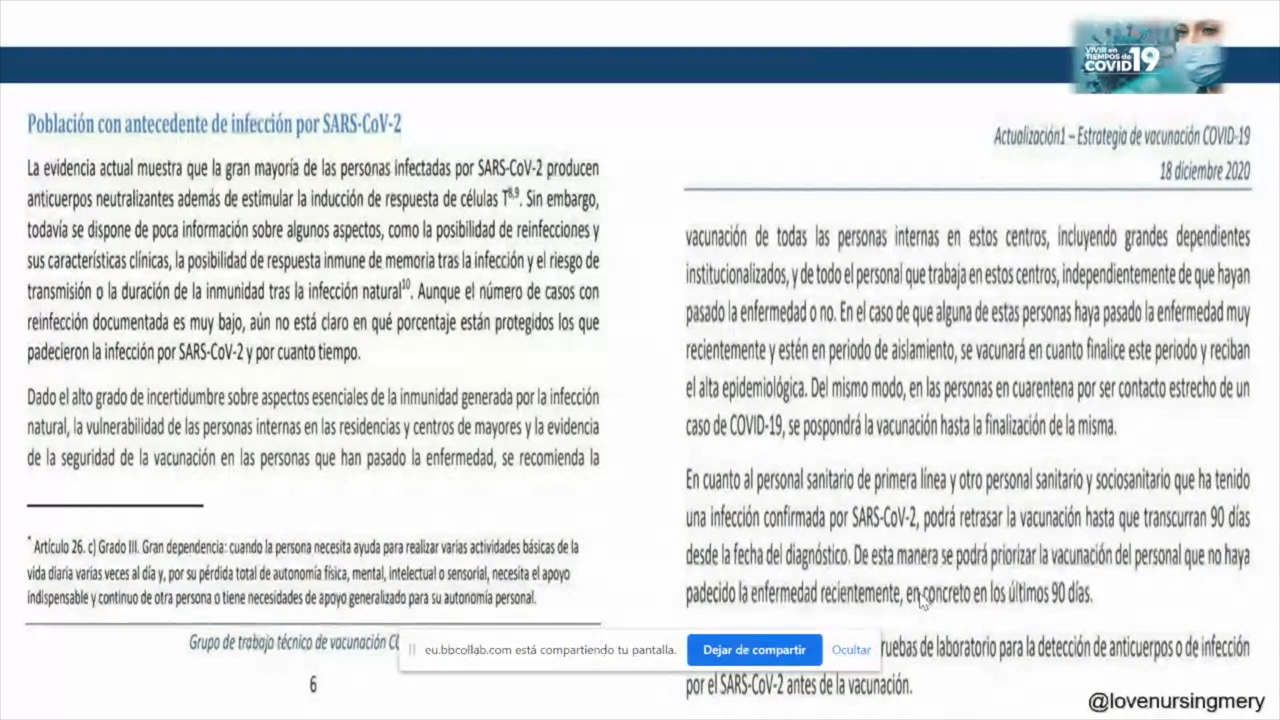 VIVIR en
TIEMPOS de
COVID19
Población con antecedente de infección por SARS-CoV-2
La evidencia actual muestra que la gran mayoría de las personas infectadas por SARS-CoV-2 producen
anticuerpos neutralizantes además de estimular la inducción de respuesta de células T8,9. Sin embargo,
todavía se dispone de poca información sobre algunos aspectos, como la posibilidad de reinfecciones y
sus características clínicas, la posibilidad de respuesta inmune de memoria tras la infección y el riesgo de
transmisión o la duración de la inmunidad tras la infección natural10. Aunque el número de casos con
reinfección documentada es muy bajo, aún no está claro en qué porcentaje están protegidos los que
padecieron la infección por SARS-CoV-2 y por cuanto tiempo.
Dado el alto grado de incertidumbre sobre aspectos esenciales de la inmunidad generada por la infección
natural, la vulnerabilidad de las personas internas en las residencias y centros de mayores y la evidencia
de la seguridad de la vacunación en las personas que han pasado la enfermedad, se recomienda la
* Artículo 26. c) Grado III. Gran dependencia: cuando la persona necesita ayuda para realizar varias actividades básicas de la
vida diaria varias veces al día y, por su pérdida total de autonomía física, mental, intelectual o sensorial, necesita el apoyo
indispensable y continuo de otra persona o tiene necesidades de apoyo generalizado para su autonomía personal.
Grupo de trabajo técnico de vacunación
6
Actualización1 – Estrategia de vacunación COVID-19
18 diciembre 2020
vacunación de todas las personas internas en estos centros, incluyendo grandes dependientes
institucionalizados, y de todo el personal que trabaja en estos centros, independientemente de que hayan
pasado la enfermedad o no. En el caso de que alguna de estas personas haya pasado la enfermedad muy
recientemente y estén en periodo de aislamiento, se vacunará en cuanto finalice este periodo y reciban
el alta epidemiológica. Del mismo modo, en las personas en cuarentena por ser contacto estrecho de un
caso de COVID-19, se pospondrá la vacunación hasta la finalización de la misma.
En cuanto al personal sanitario de primera línea y otro personal sanitario y sociosanitario que ha tenido
una infección confirmada por SARS-CoV-2, podrá retrasar la vacunación hasta que transcurran 90 días
desde la fecha del diagnóstico. De esta manera se podrá priorizar la vacunación del personal que no haya
padecido la enfermedad recientemente, en concreto en los últimos 90 días.
ruebas de laboratorio para la detección de anticuerpos o de infección
por el SARS-CoV-2 antes de la vacunación.
eu.bbcollab.com está compartiendo tu pantalla.
Dejar de compartir
Ocultar
@lovenursingmery